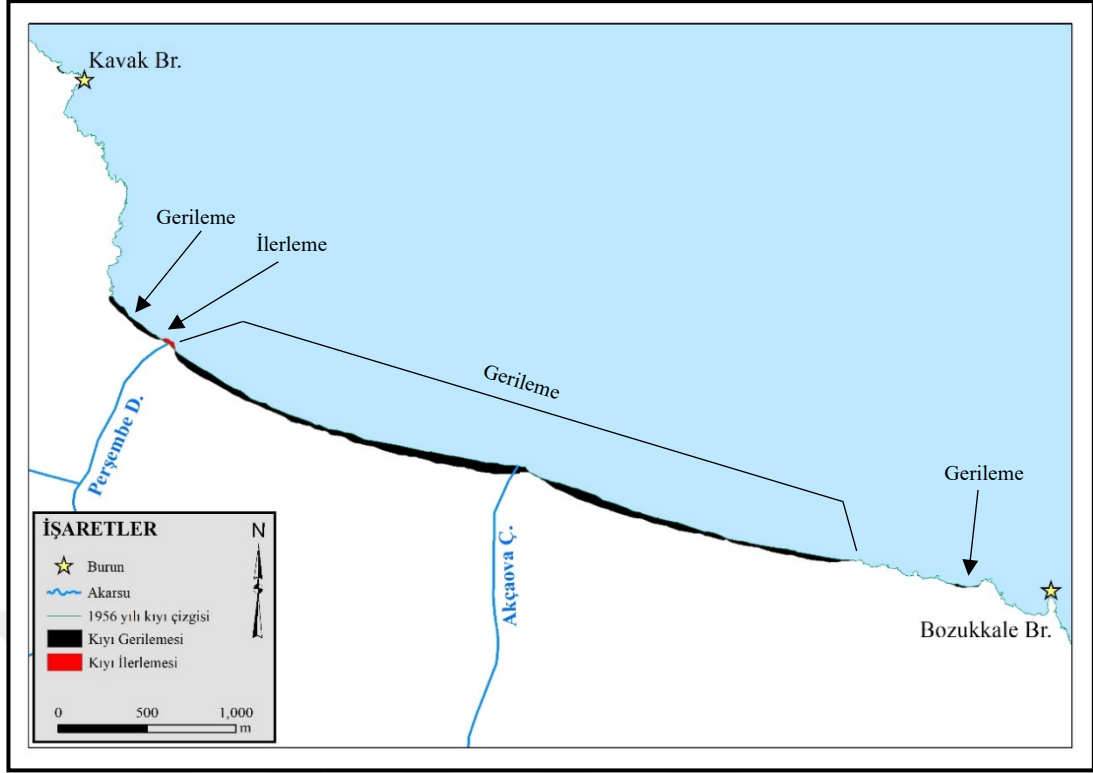 Kavak Br.
Gerileme
İlerleme
Gerileme
Gerileme
Perşembe D.
Akçaova Ç.
Bozukkale Br.
İŞARETLER
N
Burun
Akarsu
1956 yılı kıyı çizgisi
Kıyı Gerilemesi
Kıyı İlerlemesi
0 500 1,000
m